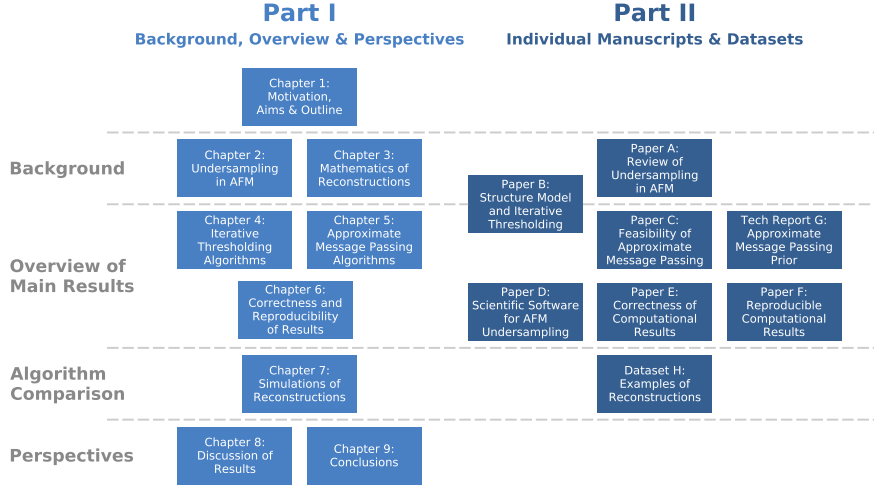 Part I
Background, Overview & Perspectives
Part II
Individual Manuscripts & Datasets
Chapter 1:
Motivation,
Aims & Outline
Background
Chapter 2:
Undersampling
in AFM
Chapter 3:
Mathematics of
Reconstructions
Paper A:
Review of
Undersampling
in AFM
Paper B:
Structure Model
and Iterative
Thresholding
Overview of
Main Results
Chapter 4:
Iterative
Thresholding
Algorithms
Chapter 5:
Approximate
Message Passing
Algorithms
Paper C:
Feasibility of
Approximate
Message Passing
Tech Report G:
Approximate
Message Passing
Prior
Chapter 6:
Correctness and
Reproducibility
of Results
Paper D:
Scientific Software
for AFM
Undersampling
Paper E:
Correctness of
Computational
Results
Paper F:
Reproducible
Computational
Results
Algorithm
Comparison
Chapter 7:
Simulations of
Reconstructions
Dataset H:
Examples of
Reconstructions
Perspectives
Chapter 8:
Discussion of
Results
Chapter 9:
Conclusions